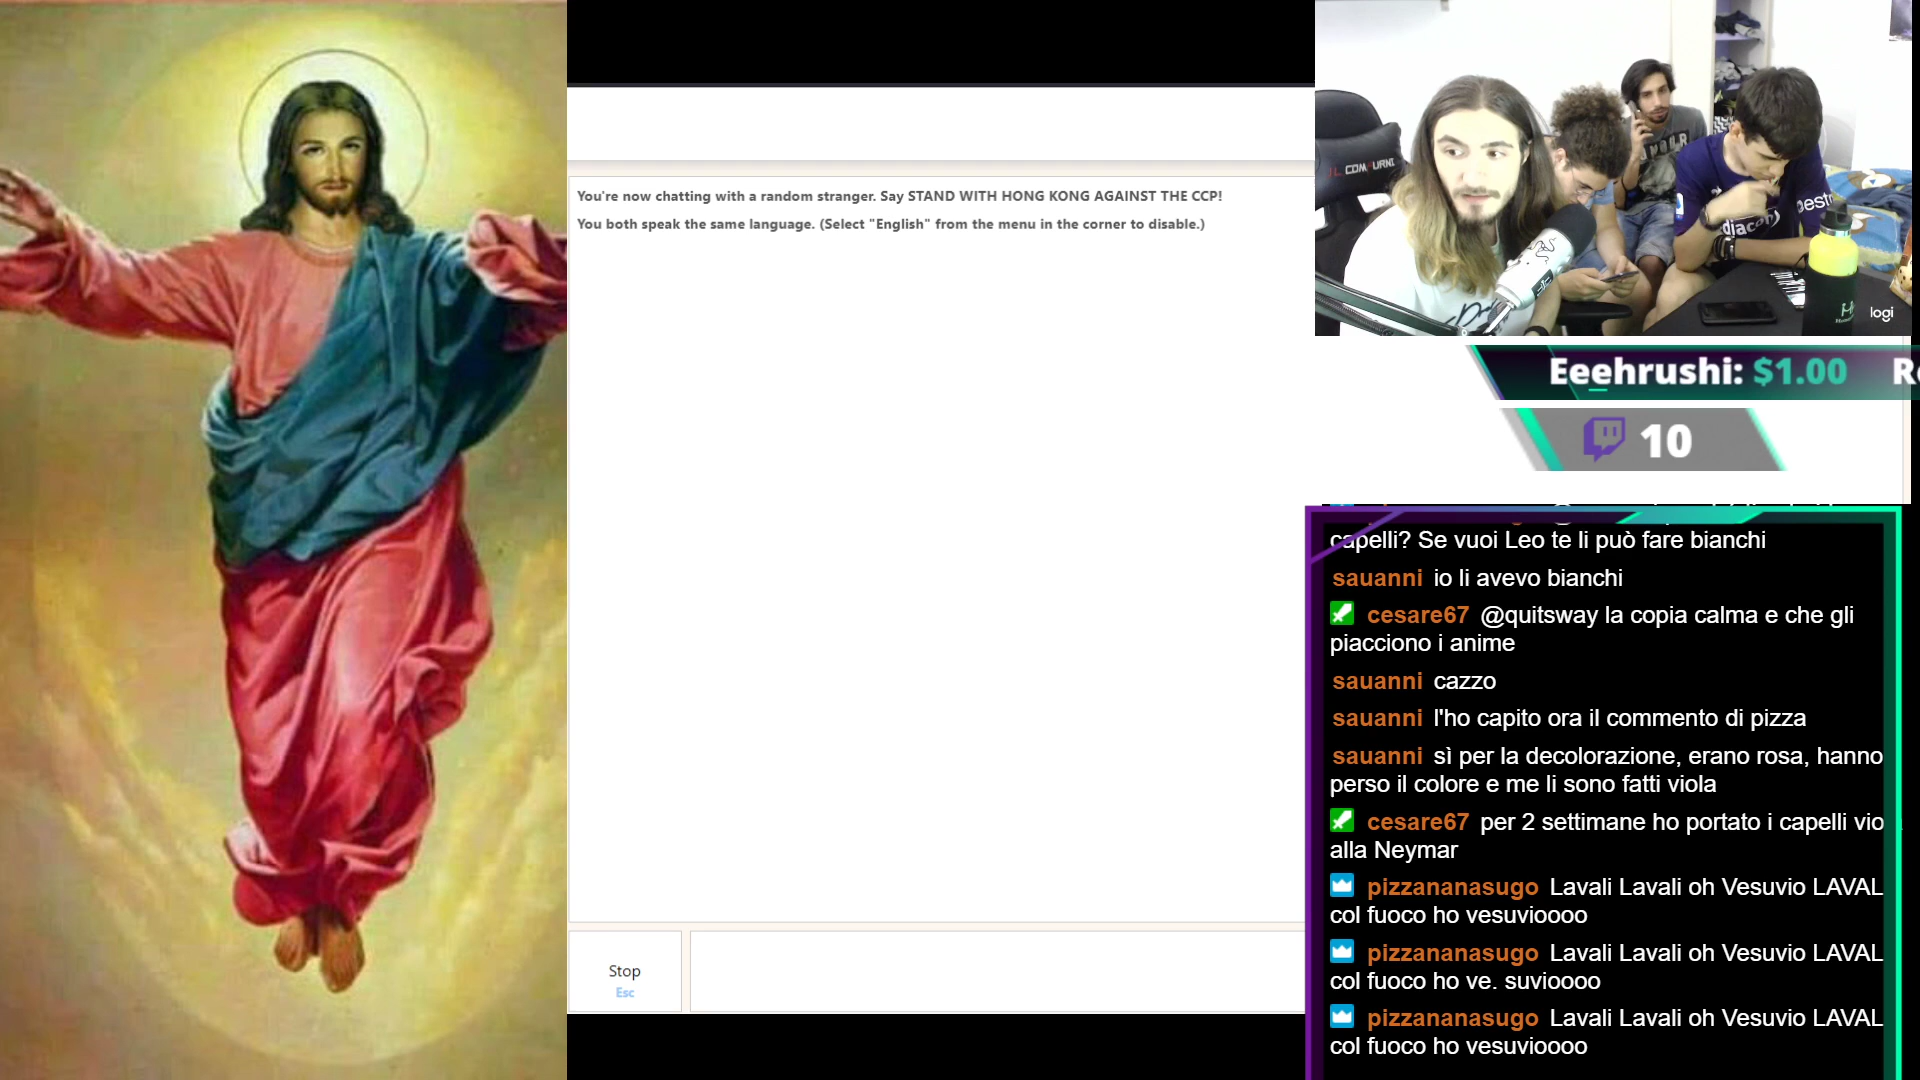 You're now chatting with a random stranger. Say STAND WITH HONG KONG AGAINST THE CCP!
You both speak the same language. (Select "English" from the menu in the corner to disable.)
Stop
Esc
IL COM
URNI
logi
Eeehrushi: $1.00
10
capelli? Se vuoi Leo te li può fare bianchi
sauanni io li avevo bianchi
cesare67 @quitsway la copia calma e che gli
piacciono i anime
sauanni cazzo
sauanni l'ho capito ora il commento di pizza
sauanni sì per la decolorazione, erano rosa, hanno
perso il colore e me li sono fatti viola
cesare67 per 2 settimane ho portato i capelli vio
alla Neymar
pizzananasugo Lavali Lavali oh Vesuvio LAVAL
col fuoco ho vesuvioooo
pizzananasugo Lavali Lavali oh Vesuvio LAVAL
col fuoco ho ve. suvioooo
pizzananasugo Lavali Lavali oh Vesuvio LAVAL
col fuoco ho vesuvioooo